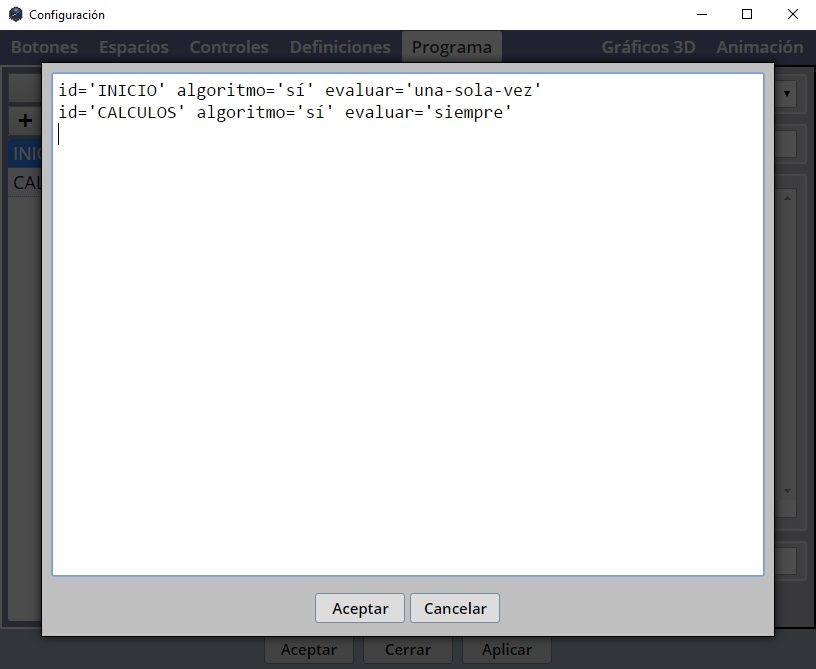 Configuración
Botones Espacios Controles Definiciones Programa Gráficos 3D Animación
id='INICIO' algoritmo='sí' evaluar='una-sola-vez'
id='CALCULOS' algoritmo='sí' evaluar='siempre'
+
INIC
CAL
Aceptar Cancelar
Aceptar Cerrar Aplicar